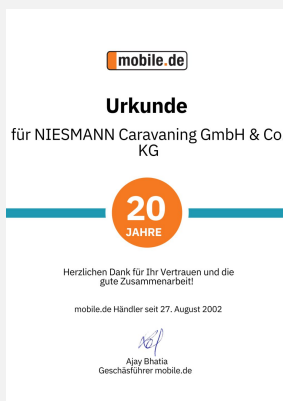 mobile.de
Urkunde
für NIESMANN Caravaning GmbH & Co
KG
20
JAHRE
Herzlichen Dank für Ihr Vertrauen und die
gute Zusammenarbeit!
mobile.de Händler seit 27. August 2002
Ajay Bhatia
Geschäsführer mobile.de